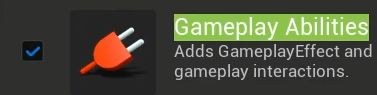 Gameplay Abilities
Adds GameplayEffect and
gameplay interactions.